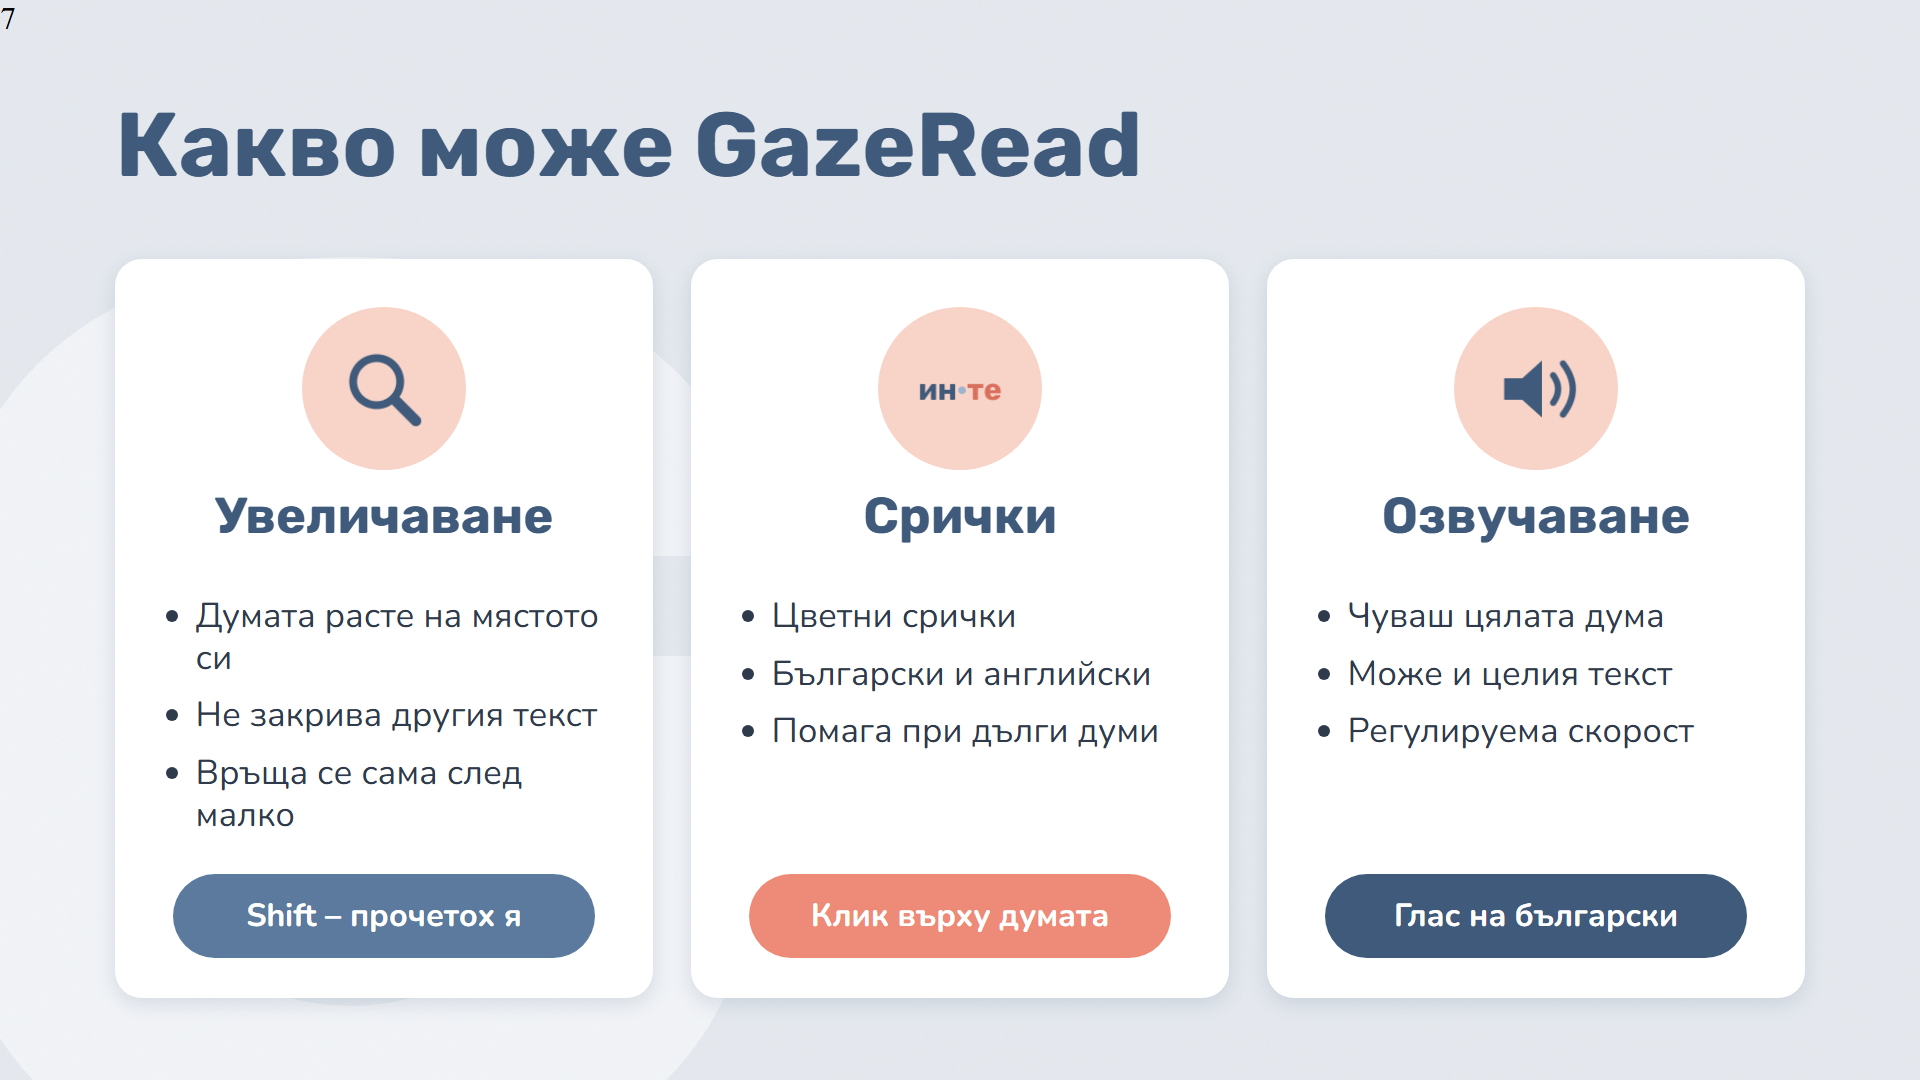 7
Какво може GazeRead
ин·те
Увеличаване
Срички
Озвучаване
Думата расте на мястото
си
Не закрива другия текст
Връща се сама след
малко
Цветни срички
Български и английски
Помага при дълги думи
Чуваш цялата дума
Може и целия текст
Регулируема скорост
Shift – прочетох я
Клик върху думата
Глас на български